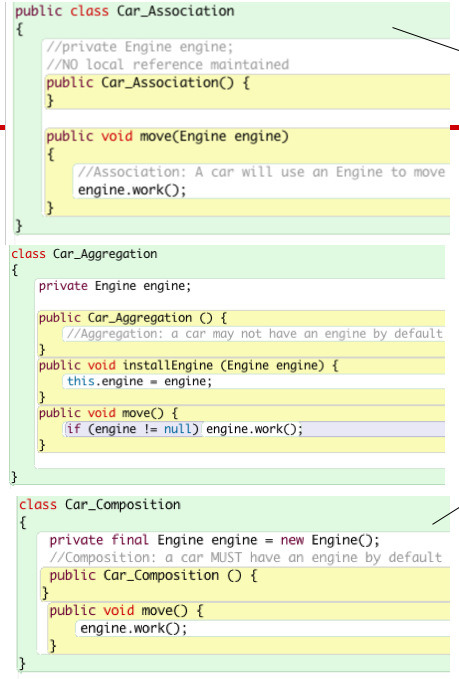 public class Car_Association
{
//private Engine engine;
//NO local reference maintained
public Car_Association() {
}
public void move(Engine engine)
{
//Association: A car will use an Engine to move
engine.work();
}
}
class Car_Aggregation
{
private Engine engine;
public Car_Aggregation () {
//Aggregation: a car may not have an engine by default
}
public void installEngine (Engine engine) {
this.engine = engine;
}
public void move() {
if (engine != null) engine.work();
}
}
class Car_Composition
{
private final Engine engine = new Engine();
//Composition: a car MUST have an engine by default
public Car_Composition () {
}
public void move() {
engine.work();
}
}